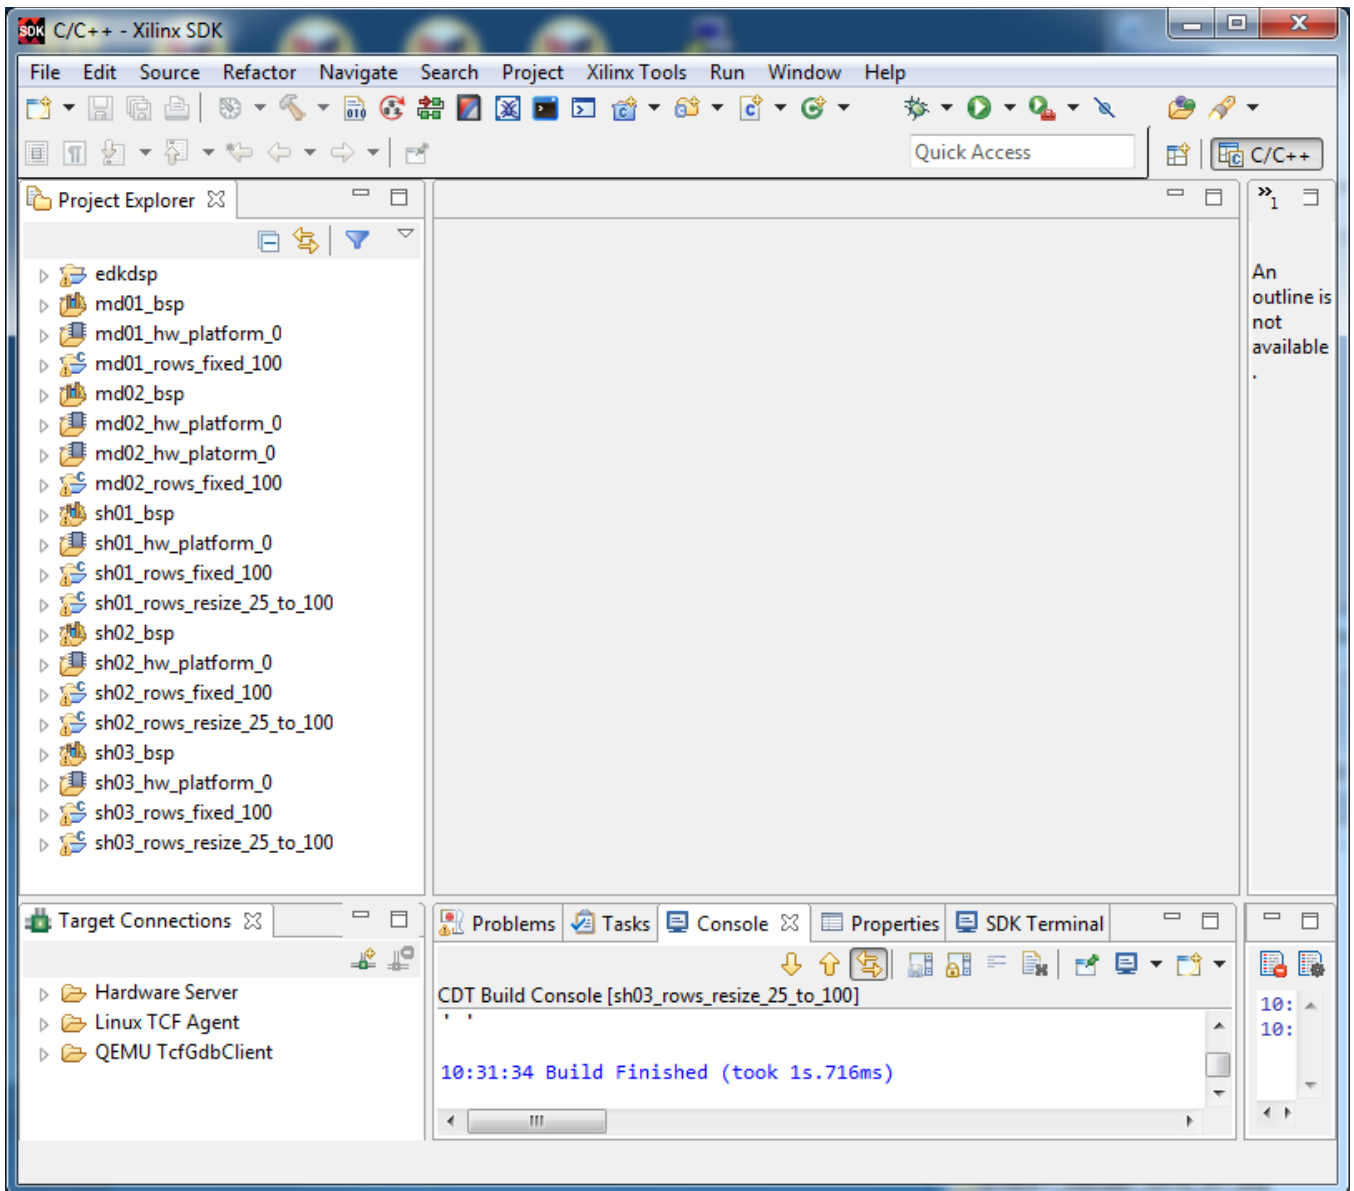 SDK C/C++ - Xilinx SDK
File Edit Source Refactor Navigate Search Project Xilinx Tools Run Window Help
010
Quick Access
C/C++
Project Explorer
»1
edkdsp
md01_bsp
md01_hw_platform_0
md01_rows_fixed_100
md02_bsp
md02_hw_platform_0
md02_hw_platorm_0
md02_rows_fixed_100
sh01_bsp
sh01_hw_platform_0
sh01_rows_fixed_100
sh01_rows_resize_25_to_100
sh02_bsp
sh02_hw_platform_0
sh02_rows_fixed_100
sh02_rows_resize_25_to_100
sh03_bsp
sh03_hw_platform_0
sh03_rows_fixed_100
sh03_rows_resize_25_to_100
An
outline is
not
available
.
Target Connections
Hardware Server
Linux TCF Agent
QEMU TcfGdbClient
Problems Tasks Console Properties SDK Terminal
CDT Build Console [sh03_rows_resize_25_to_100]
' '
10:31:34 Build Finished (took 1s.716ms)
10:
10: